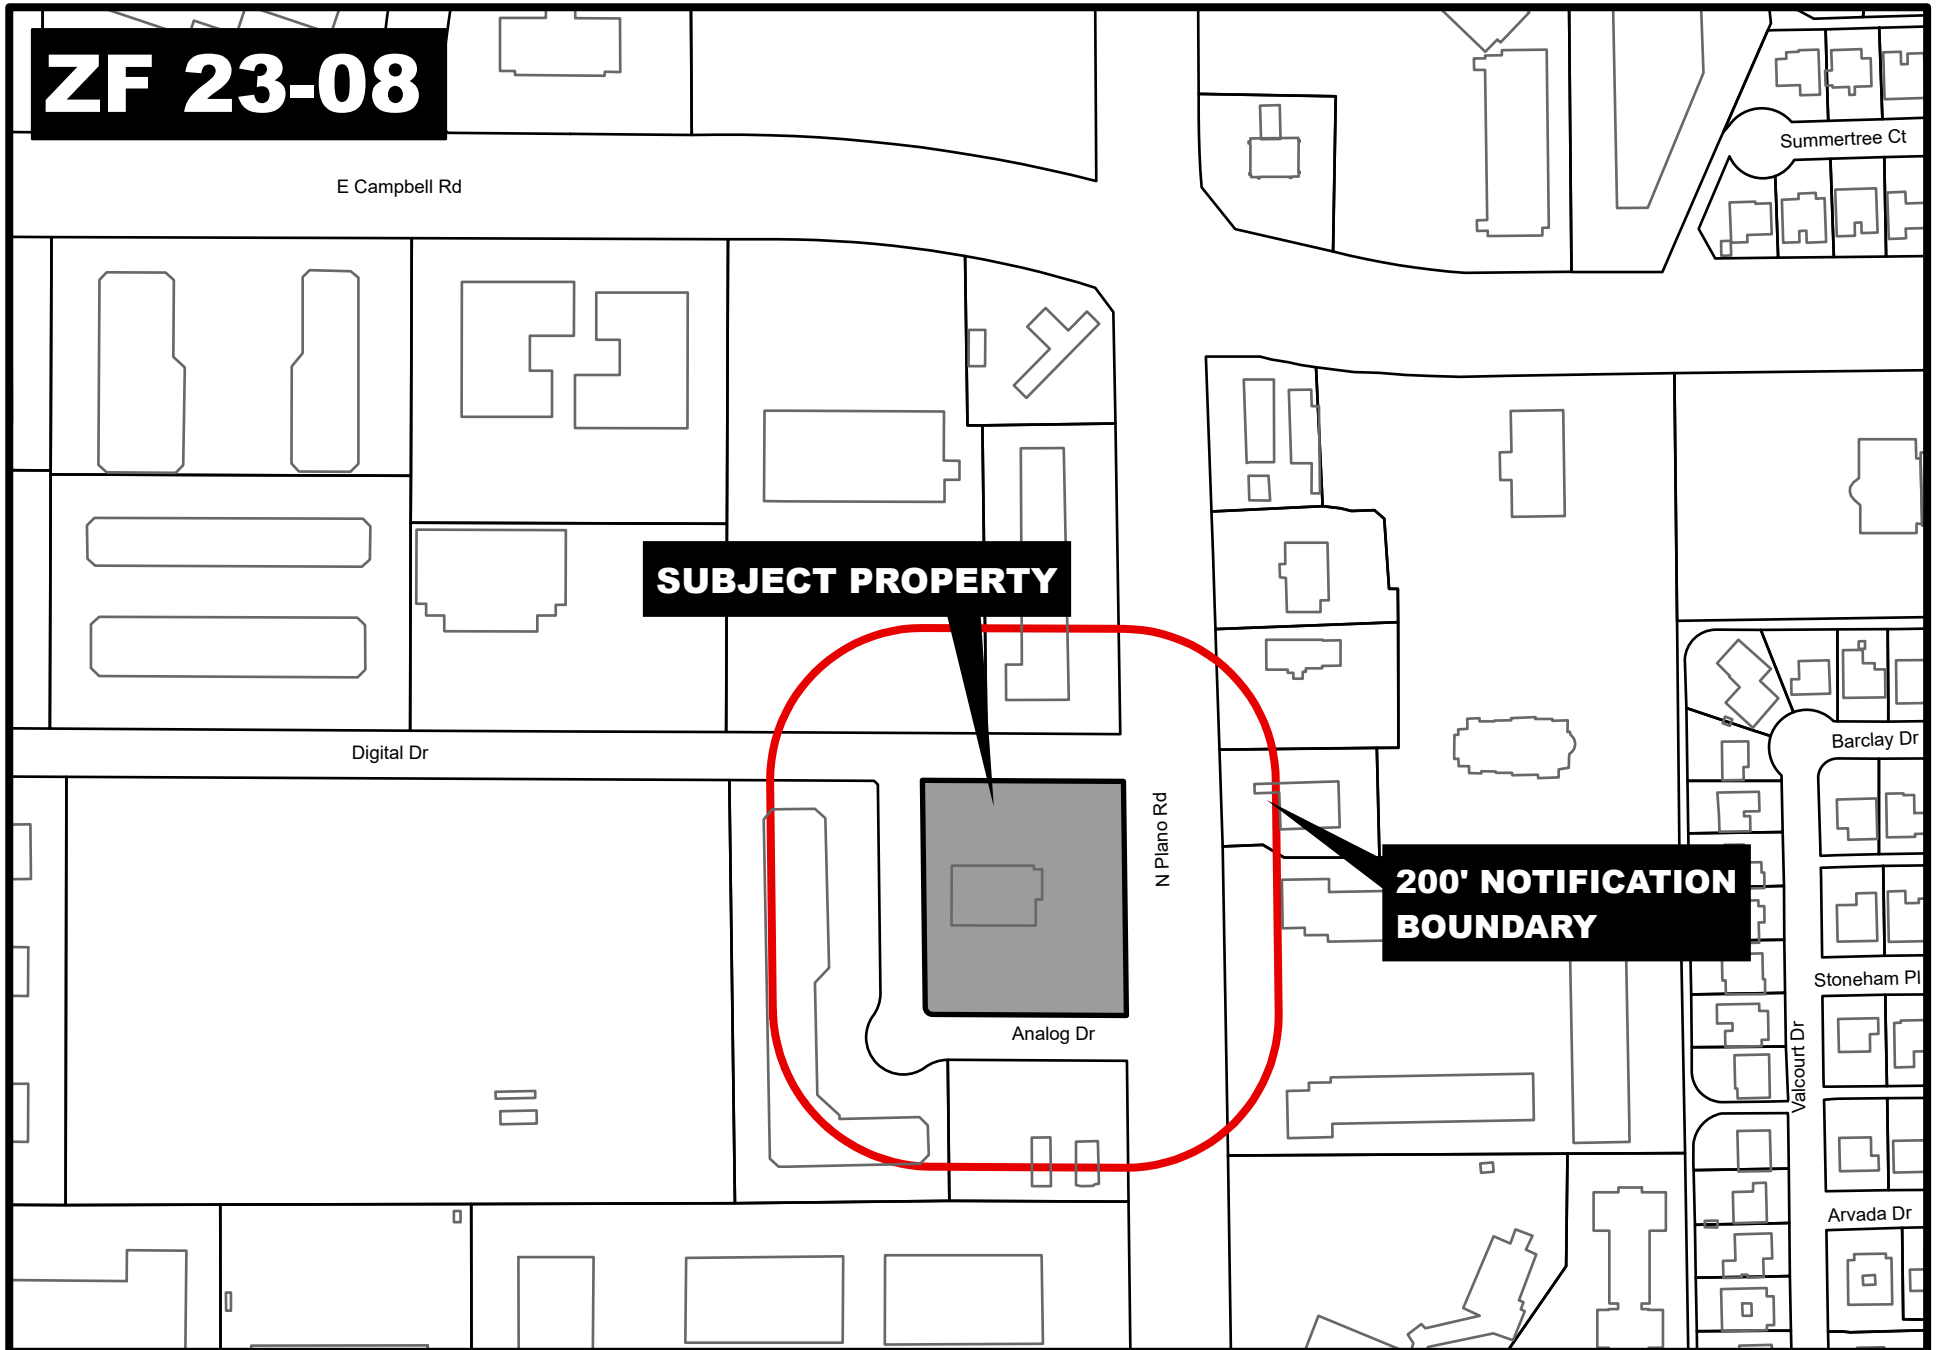 ZF 23-08
Summertree Ct
E Campbell Rd
SUBJECT PROPERTY
Digital Dr
Barclay Dr
N Plano Rd
200' NOTIFICATION
BOUNDARY
Stoneham Pl
Analog Dr
Valcourt Dr
Arvada Dr